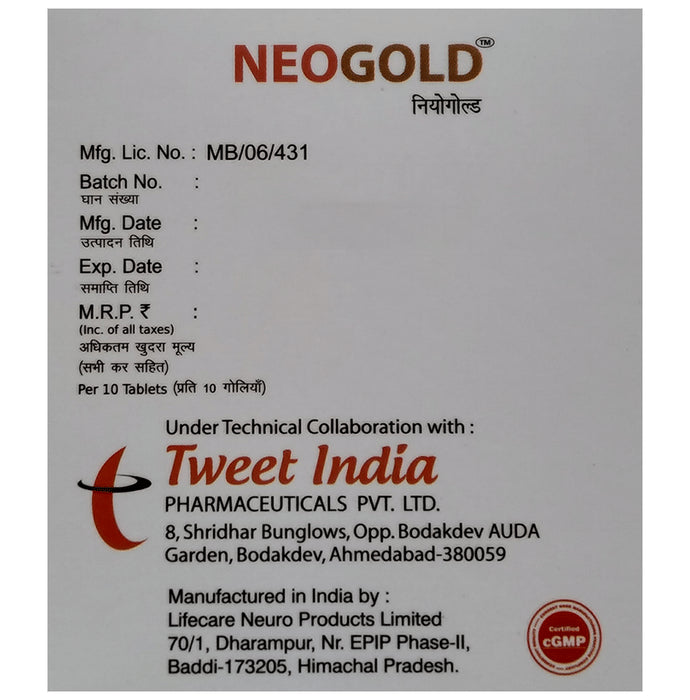 NEOGOLD™
नियोगोल्ड
Mfg. Lic. No. : MB/06/431
Batch No. :
घान संख्या
Mfg. Date :
उत्पादन तिथि
Exp. Date :
समाप्ति तिथि
M.R.P. ₹ :
(Inc. of all taxes)
अधिकतम खुदरा मूल्य
(सभी कर सहित)
Per 10 Tablets (प्रति 10 गोलियाँ)
Under Technical Collaboration with :
Tweet India
PHARMACEUTICALS PVT. LTD.
8, Shridhar Bunglows, Opp. Bodakdev AUDA
Garden, Bodakdev, Ahmedabad-380059
Manufactured in India by :
Lifecare Neuro Products Limited
70/1, Dharampur, Nr. EPIP Phase-II,
Baddi-173205, Himachal Pradesh.
Certified
cGMP